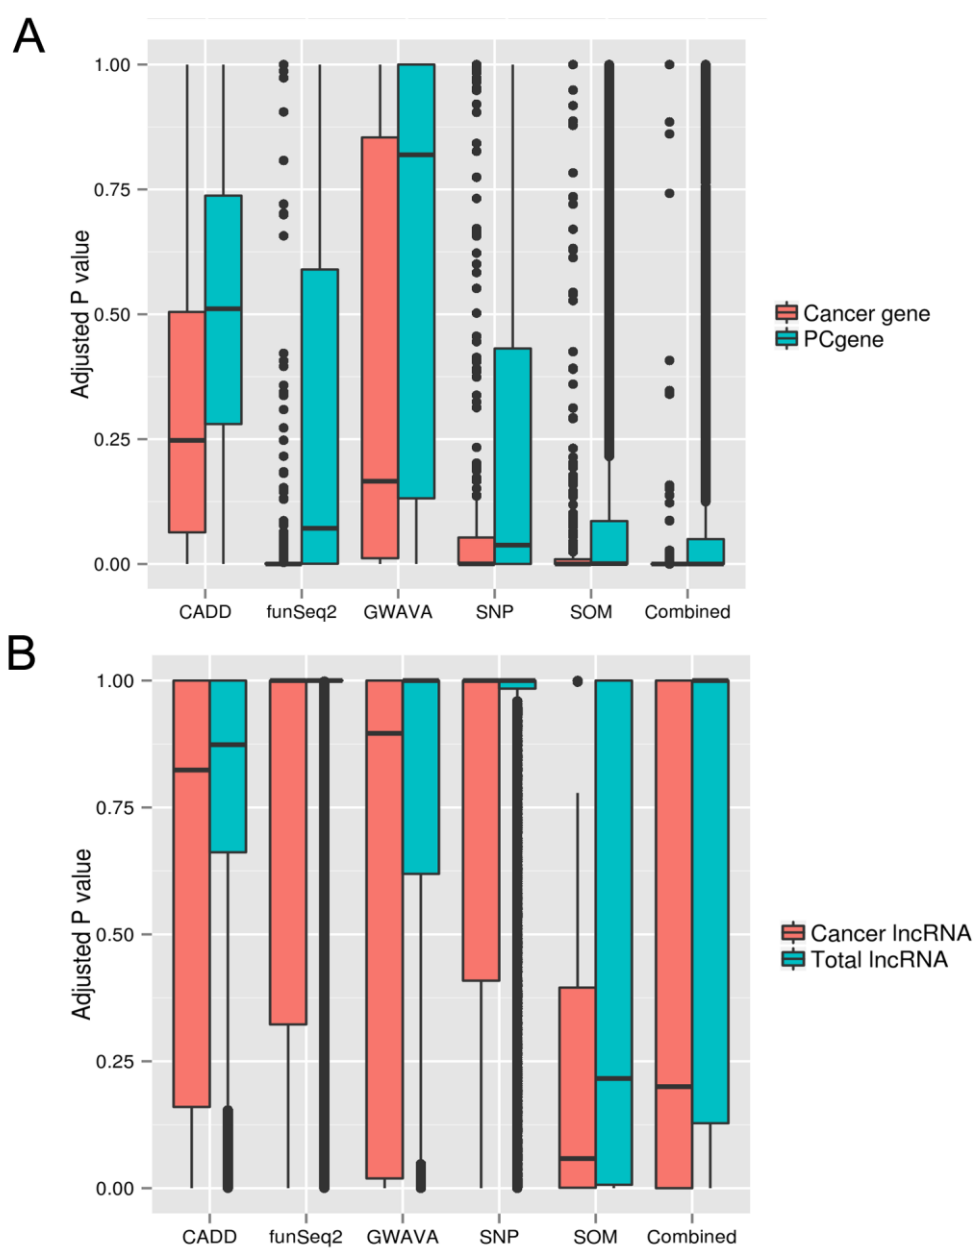 A
1.00
0.75
0.50
0.25
0.00
Adjusted P value
CADD funSeq2 GWAVA SNP SOM Combined
Cancer gene
PCgene
B
1.00
0.75
0.50
0.25
0.00
Adjusted P value
CADD funSeq2 GWAVA SNP SOM Combined
Cancer lncRNA
Total lncRNA